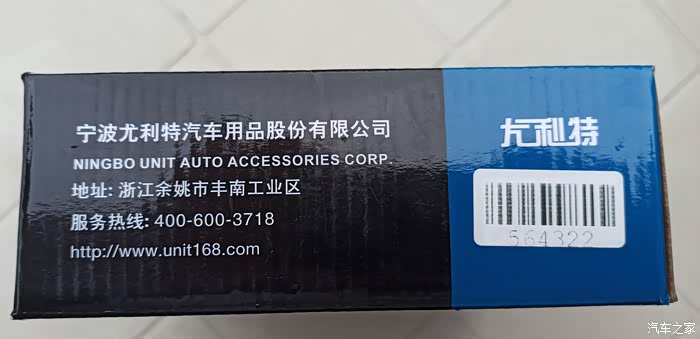 宁波尤利特汽车用品股份有限公司
NINGBO UNIT AUTO ACCESSORIES CORP.
地址: 浙江余姚市丰南工业区
服务热线: 400-600-3718
http://www.unit168.com
尤利特
564322
汽车之家